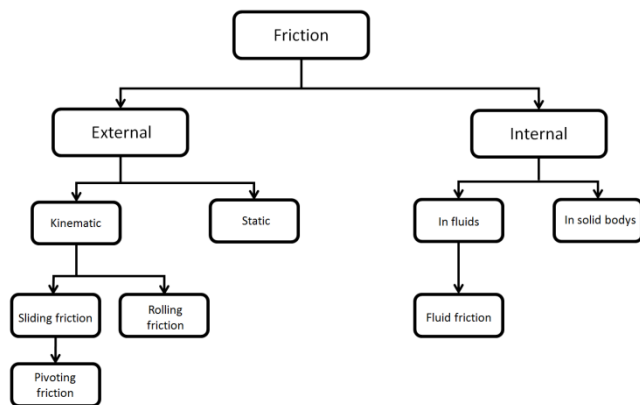 Friction
External
Internal
Kinematic
Static
In fluids
In solid bodys
Sliding friction
Rolling
friction
Fluid friction
Pivoting
friction